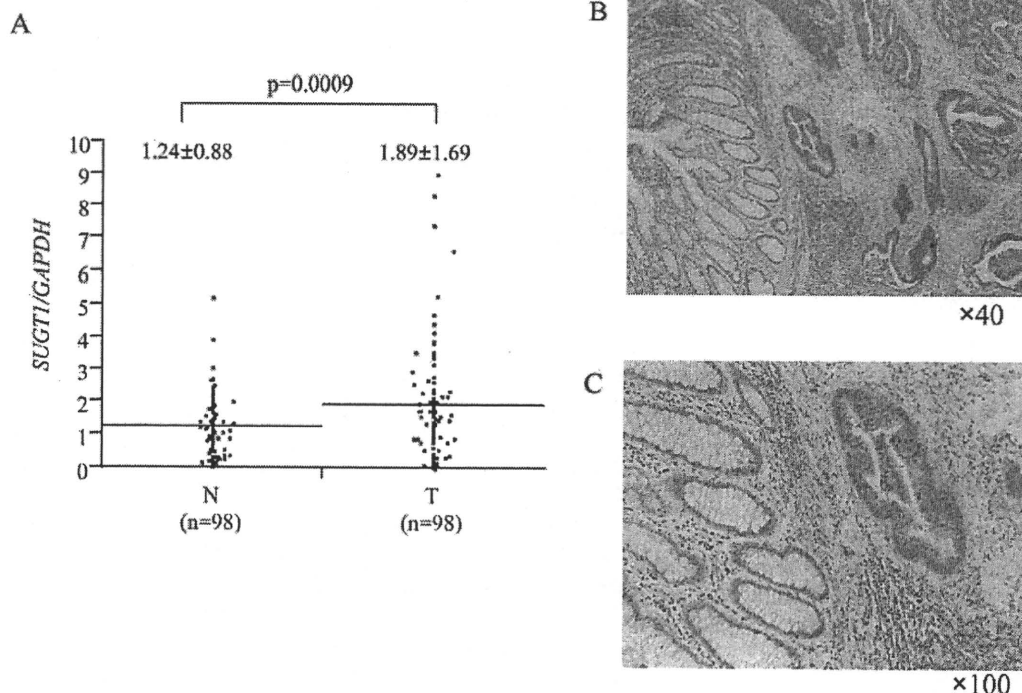 A
p=0.0009
1.24±0.88 1.89±1.69
10
9
8
7
6
5
4
3
2
1
0
SUGT1/GAPDH
N T
(n=98) (n=98)
B
×40
C
×100